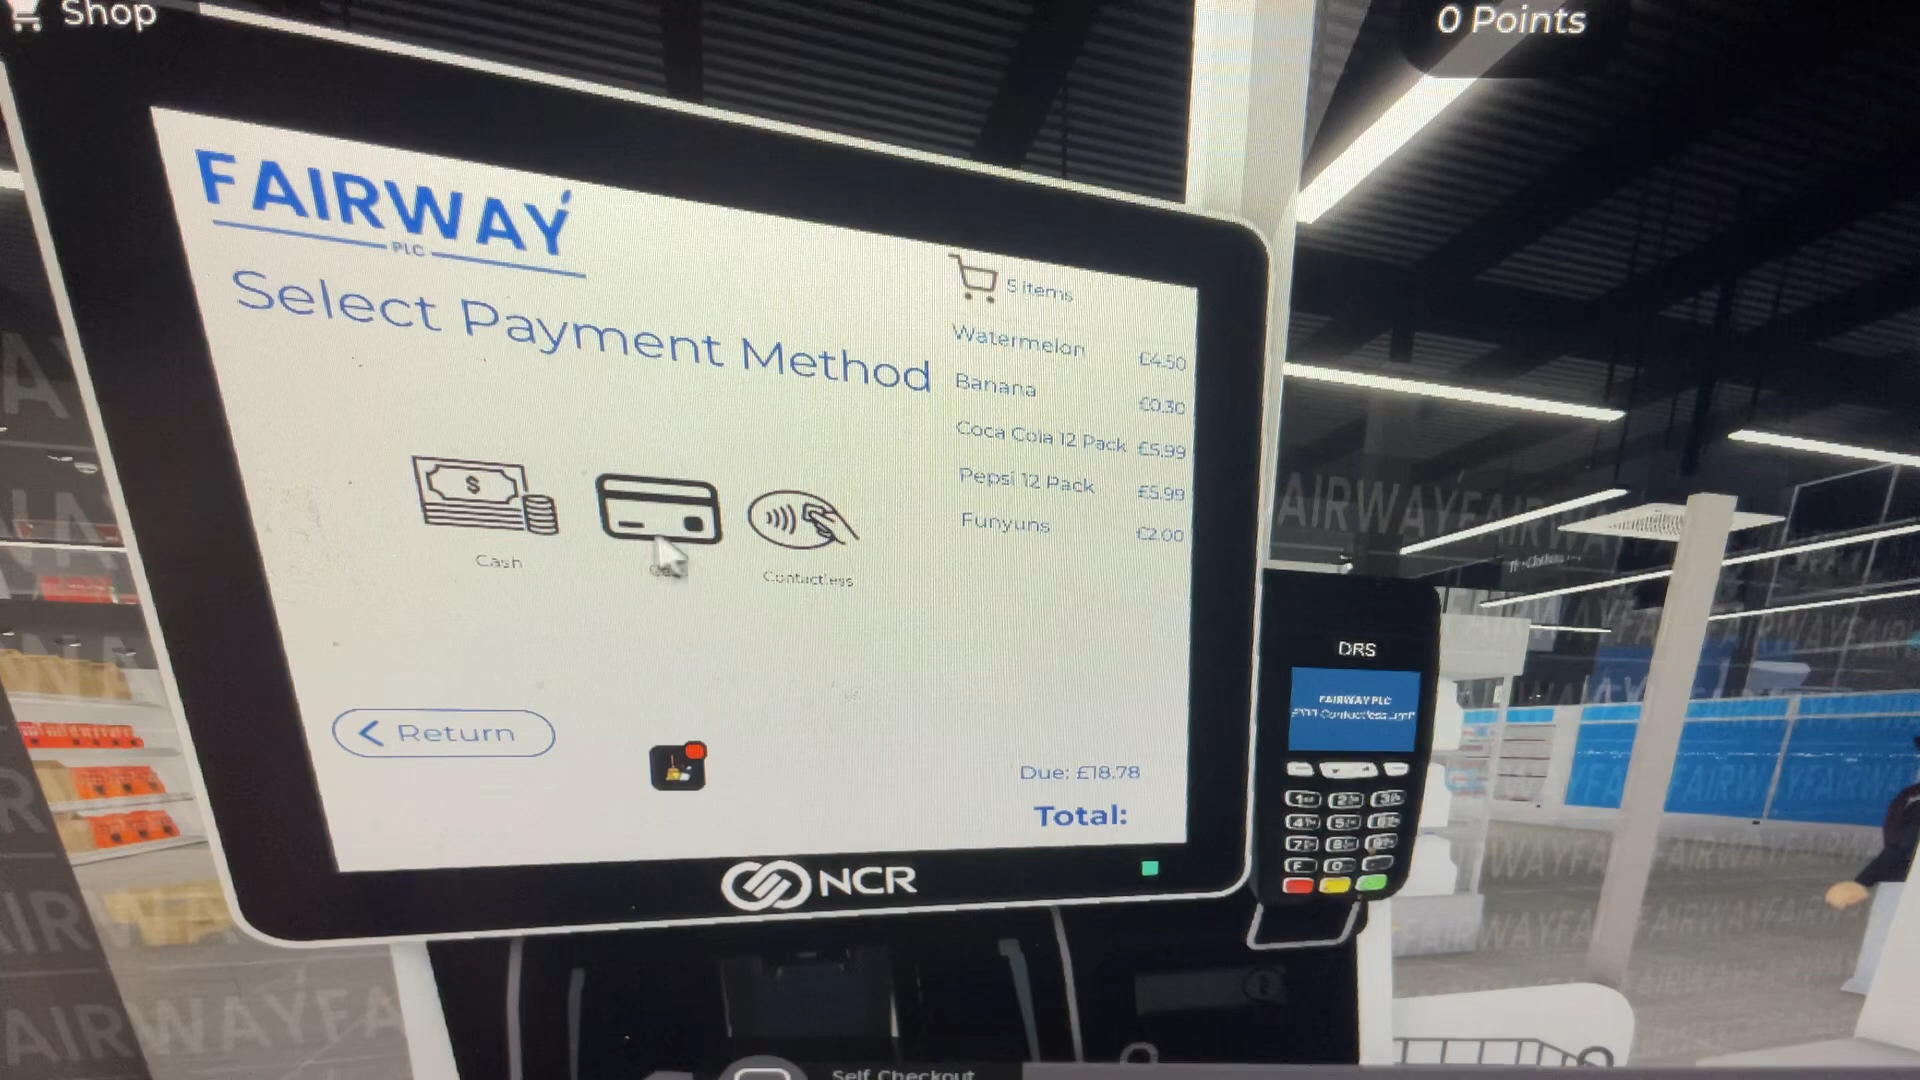 Shop
0 Points
FAIRWAY
PLC
Select Payment Method
5 items
Watermelon £4.50
Banana £0.30
Coca Cola 12 Pack £5.99
Pepsi 12 Pack £5.99
Funyuns £2.00
Cash
Contactless
Return
Due: £18.78
Total:
NCR
DRS
FAIRWAY PLC
Contactless
Self Checkout